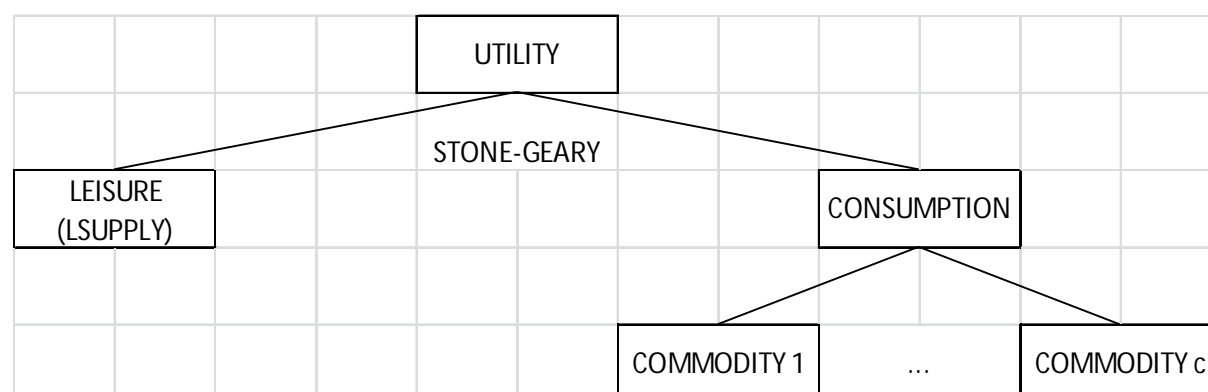 UTILITY
STONE-GEARY
LEISURE
(LSUPPLY)
CONSUMPTION
COMMODITY 1
...
COMMODITY c